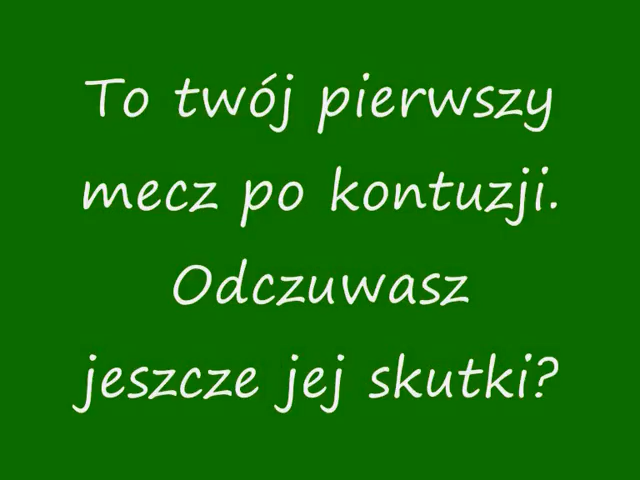 To twój pierwszy
mecz po kontuzji.
Odczuwasz
jeszcze jej skutki?